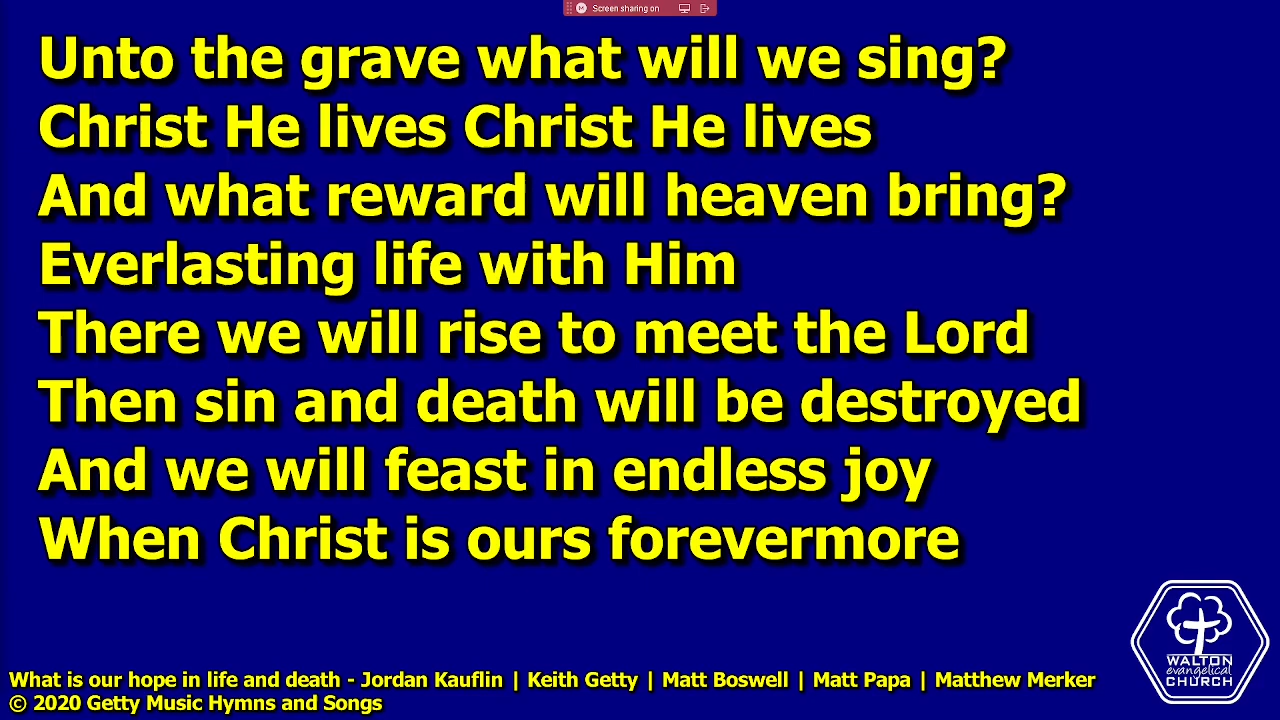 Screen sharing on
Unto the grave what will we sing?
Christ He lives Christ He lives
And what reward will heaven bring?
Everlasting life with Him
There we will rise to meet the Lord
Then sin and death will be destroyed
And we will feast in endless joy
When Christ is ours forevermore
WALTON
evangelical
CHURCH
What is our hope in life and death - Jordan Kauflin | Keith Getty | Matt Boswell | Matt Papa | Matthew Merker
© 2020 Getty Music Hymns and Songs